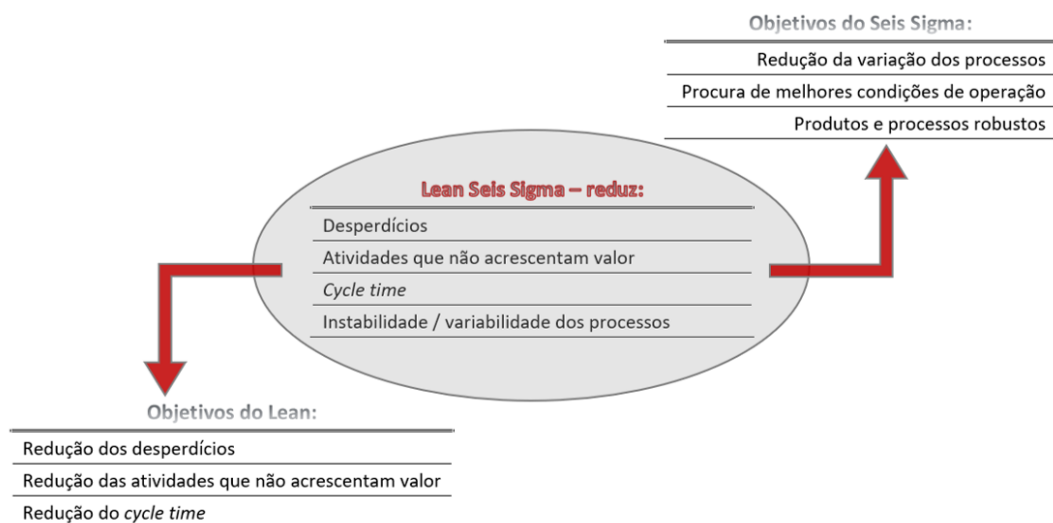 Objetivos do Seis Sigma:
Redução da variação dos processos
Procura de melhores condições de operação
Produtos e processos robustos
Lean Seis Sigma – reduz:
Desperdícios
Atividades que não acrescentam valor
Cycle time
Instabilidade / variabilidade dos processos
Objetivos do Lean:
Redução dos desperdícios
Redução das atividades que não acrescentam valor
Redução do cycle time